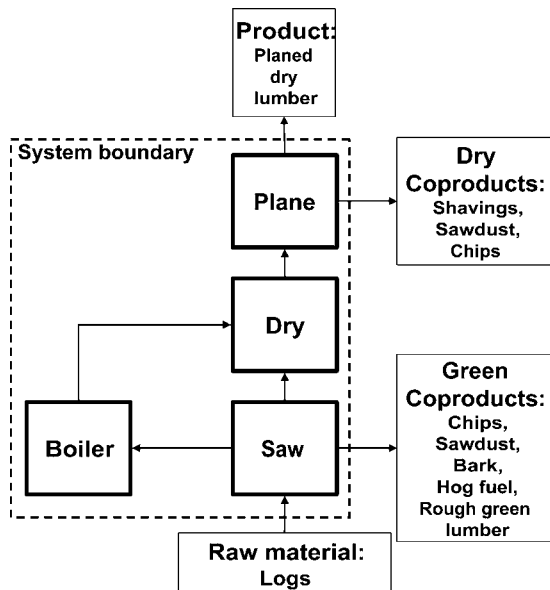 Product:
Planed
dry
lumber
System boundary
Plane
Dry
Coproducts:
Shavings,
Sawdust,
Chips
Dry
Boiler
Saw
Green
Coproducts:
Chips,
Sawdust,
Bark,
Hog fuel,
Rough green
lumber
Raw material:
Logs